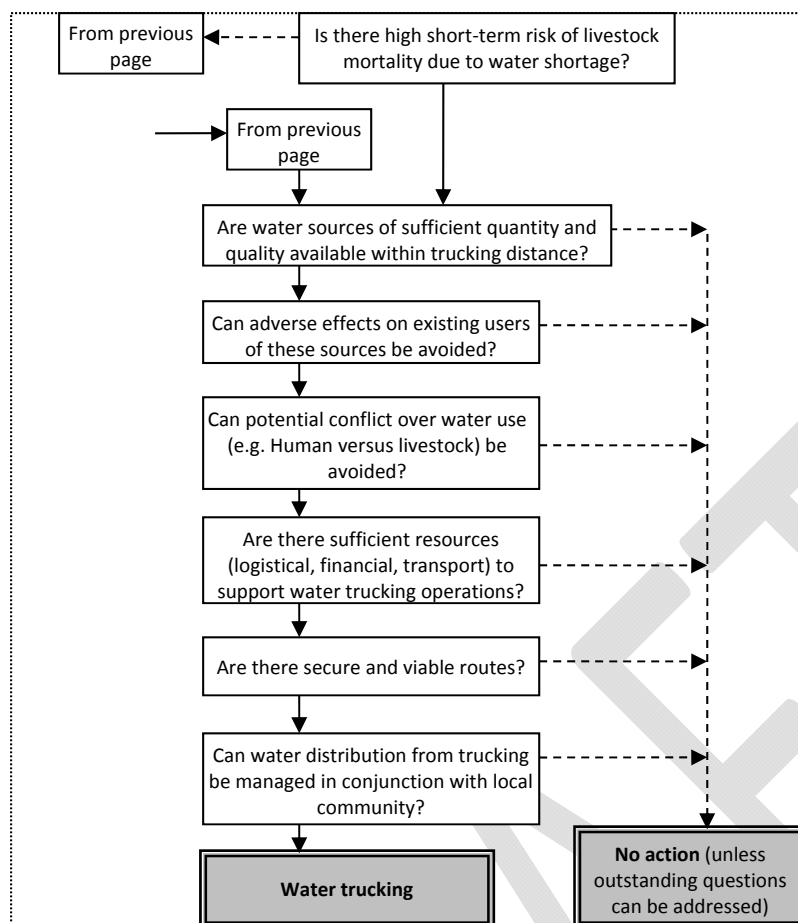 From previous
page
Is there high short-term risk of livestock
mortality due to water shortage?
From previous
page
Are water sources of sufficient quantity and
quality available within trucking distance?
Can adverse effects on existing users
of these sources be avoided?
Can potential conflict over water use
(e.g. Human versus livestock) be
avoided?
Are there sufficient resources
(logistical, financial, transport) to
support water trucking operations?
Are there secure and viable routes?
Can water distribution from trucking
be managed in conjunction with local
community?
Water trucking
No action (unless
outstanding questions
can be addressed)